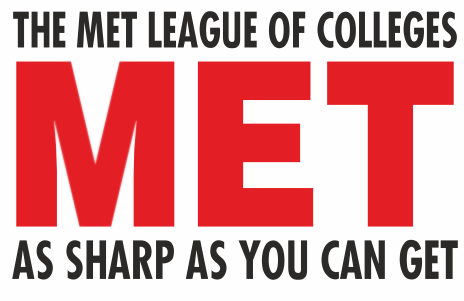 THE MET LEAGUE OF COLLEGES
MET
AS SHARP AS YOU CAN GET